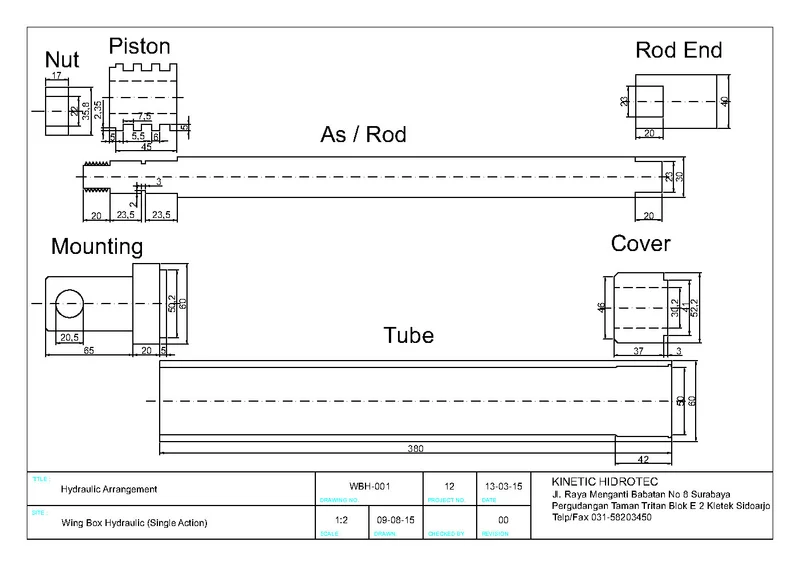 Nut
Piston
Rod End
17
22
35,8
2,35
7,5
5
5,5
6
5
45
23
40
20
As / Rod
3
2
20
23,5
23,5
23
30
20
Mounting
Cover
20,5
65
20
5
50,2
60
46
30,2
41
52,2
37
3
Tube
380
50
60
42
TITLE :
Hydraulic Arrangement
WBH-001
DRAWING NO.
12
PROJECT NO.
13-03-15
DATE
KINETIC HIDROTEC
Jl. Raya Menganti Babatan No 8 Surabaya
Pergudangan Taman Tritan Blok E 2 Kletek Sidoarjo
Telp/Fax 031-58203450
SITE :
Wing Box Hydraulic (Single Action)
1:2
SCALE
09-08-15
DRAWN
CHECKED BY
00
REVISION